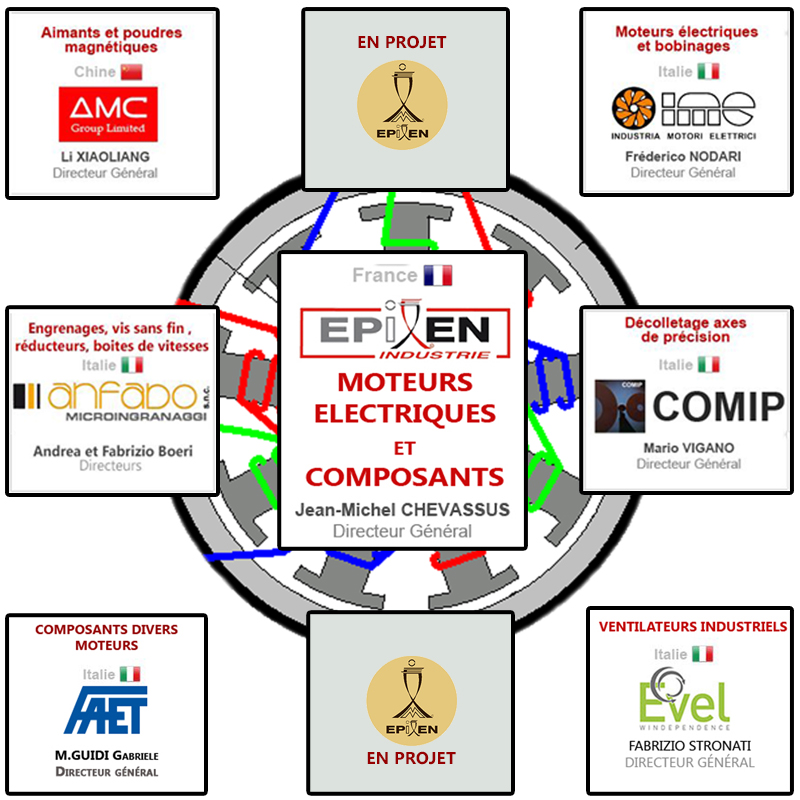 Aimants et poudres
magnétiques
Chine
AMC
Group Limited
Li XIAOLIANG
Directeur Général
EN PROJET
EPiXEN
Moteurs électriques
et bobinages
Italie
ime
INDUSTRIA MOTORI ELETTRICI
Fréderico NODARI
Directeur Général
Engrenages, vis sans fin ,
réducteurs, boites de vitesses
Italie
anfabo s.n.c.
MICROINGRANAGGI
Andrea et Fabrizio Boeri
Directeurs
France
EPiXEN
INDUSTRIE
MOTEURS
ELECTRIQUES
ET
COMPOSANTS
Jean-Michel CHEVASSUS
Directeur Général
Décolletage axes
de précision
Italie
COMIP
COMIP
Mario VIGANO
Directeur Général
COMPOSANTS DIVERS
MOTEURS
Italie
FAET
M.GUIDI GABRIELE
DIRECTEUR GÉNÉRAL
EPiXEN
EN PROJET
VENTILATEURS INDUSTRIELS
Italie
Evel
WINDEPENDENCE
FABRIZIO STRONATI
DIRECTEUR GÉNÉRAL